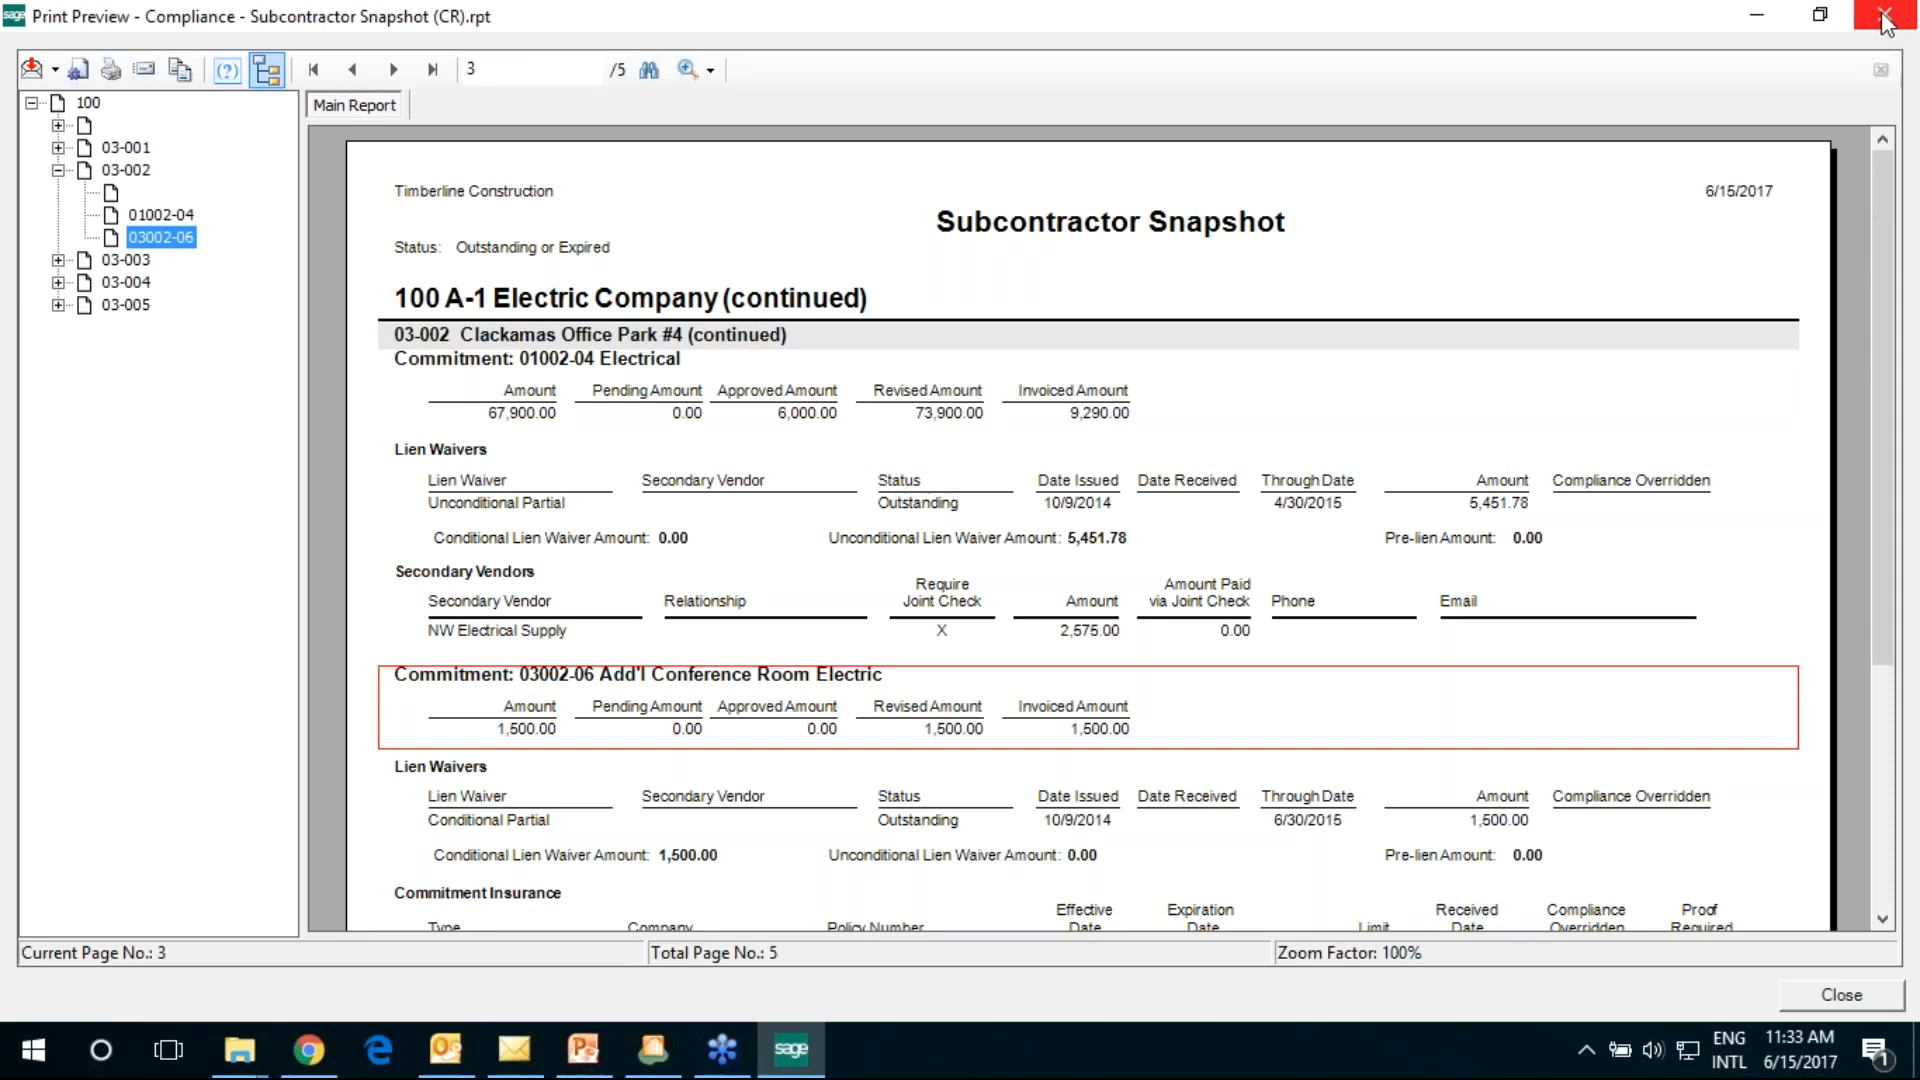 sage Print Preview - Compliance - Subcontractor Snapshot (CR).rpt
(?) 3 /5
100
03-001
03-002
01002-04
03002-06
03-003
03-004
03-005
Main Report
Timberline Construction 6/15/2017
Subcontractor Snapshot
Status: Outstanding or Expired
100 A-1 Electric Company (continued)
03-002 Clackamas Office Park #4 (continued)
Commitment: 01002-04 Electrical
Amount Pending Amount Approved Amount Revised Amount Invoiced Amount
67,900.00 0.00 6,000.00 73,900.00 9,290.00
Lien Waivers
Lien Waiver Secondary Vendor Status Date Issued Date Received Through Date Amount Compliance Overridden
Unconditional Partial Outstanding 10/9/2014 4/30/2015 5,451.78
Conditional Lien Waiver Amount: 0.00 Unconditional Lien Waiver Amount: 5,451.78 Pre-lien Amount: 0.00
Secondary Vendors
Require Amount Paid
Secondary Vendor Relationship Joint Check Amount via Joint Check Phone Email
NW Electrical Supply X 2,575.00 0.00
Commitment: 03002-06 Add'l Conference Room Electric
Amount Pending Amount Approved Amount Revised Amount Invoiced Amount
1,500.00 0.00 0.00 1,500.00 1,500.00
Lien Waivers
Lien Waiver Secondary Vendor Status Date Issued Date Received Through Date Amount Compliance Overridden
Conditional Partial Outstanding 10/9/2014 6/30/2015 1,500.00
Conditional Lien Waiver Amount: 1,500.00 Unconditional Lien Waiver Amount: 0.00 Pre-lien Amount: 0.00
Commitment Insurance
Effective Expiration Received Compliance Proof
Type Company Policy Number Date Date Limit Date Overridden Required
Current Page No.: 3 Total Page No.: 5 Zoom Factor: 100%
Close
sage
ENG 11:33 AM
INTL 6/15/2017 1